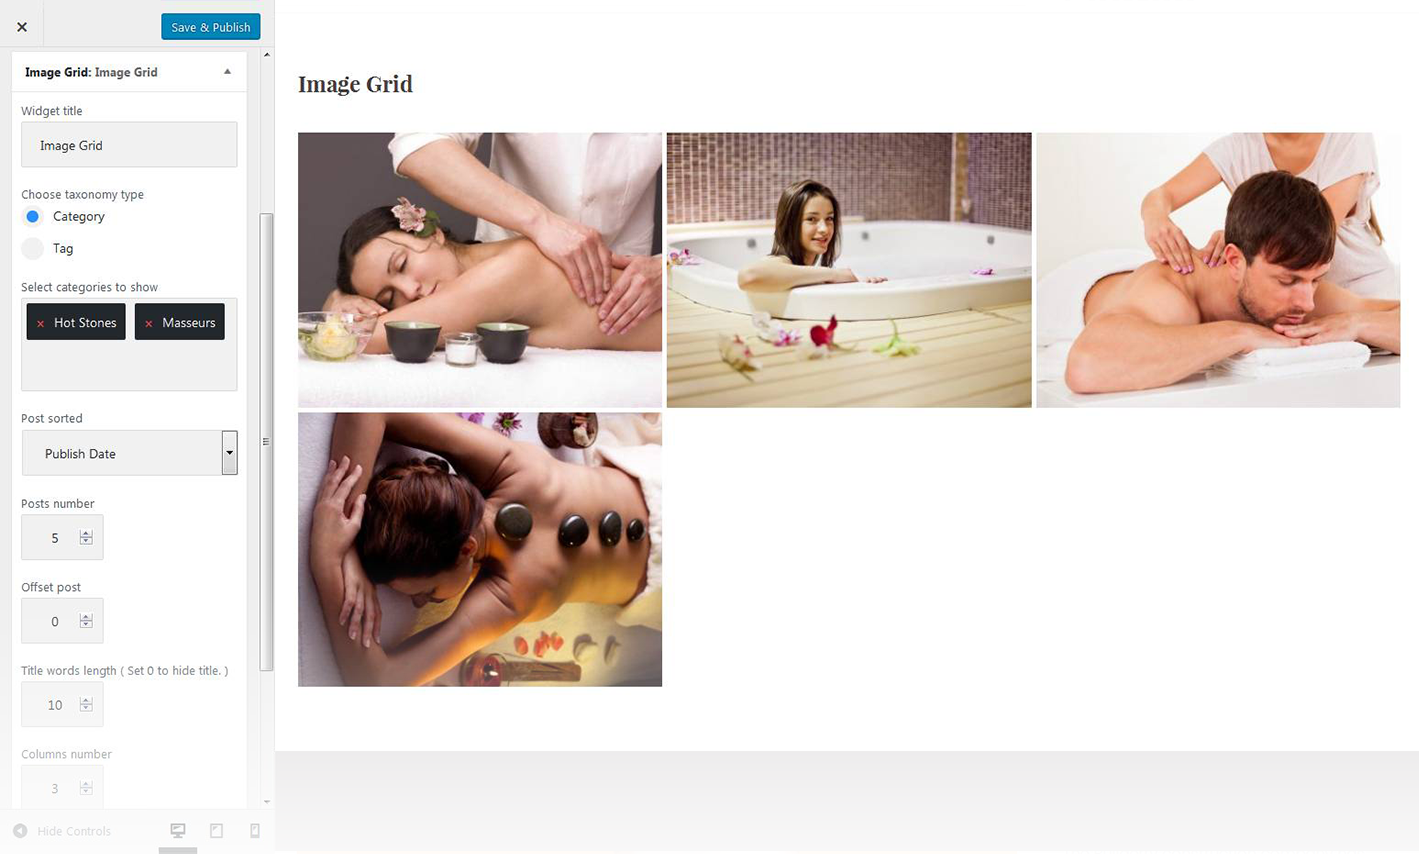 Save & Publish
Image Grid: Image Grid
Widget title
Image Grid
Choose taxonomy type
Category
Tag
Select categories to show
× Hot Stones × Masseurs
Post sorted
Publish Date
Posts number
5
Offset post
0
Title words length ( Set 0 to hide title. )
10
Columns number
3
Hide Controls
Image Grid